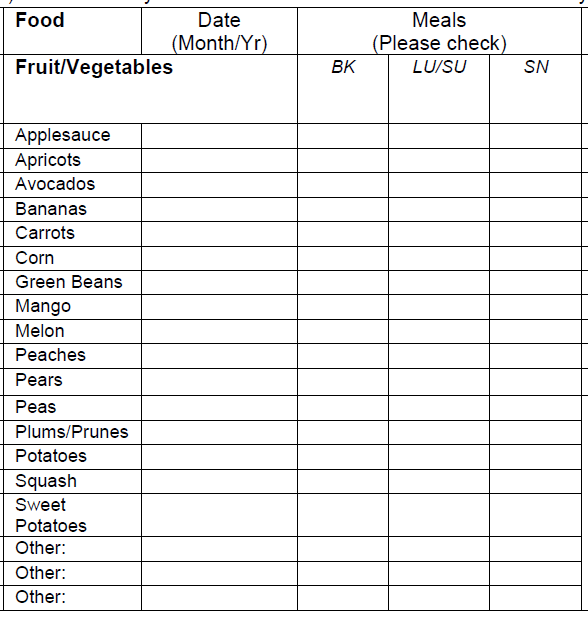 Food Date Meals
(Month/Yr) (Please check)
Fruit/Vegetables BK LU/SU SN
Applesauce
Apricots
Avocados
Bananas
Carrots
Corn
Green Beans
Mango
Melon
Peaches
Pears
Peas
Plums/Prunes
Potatoes
Squash
Sweet
Potatoes
Other:
Other:
Other: